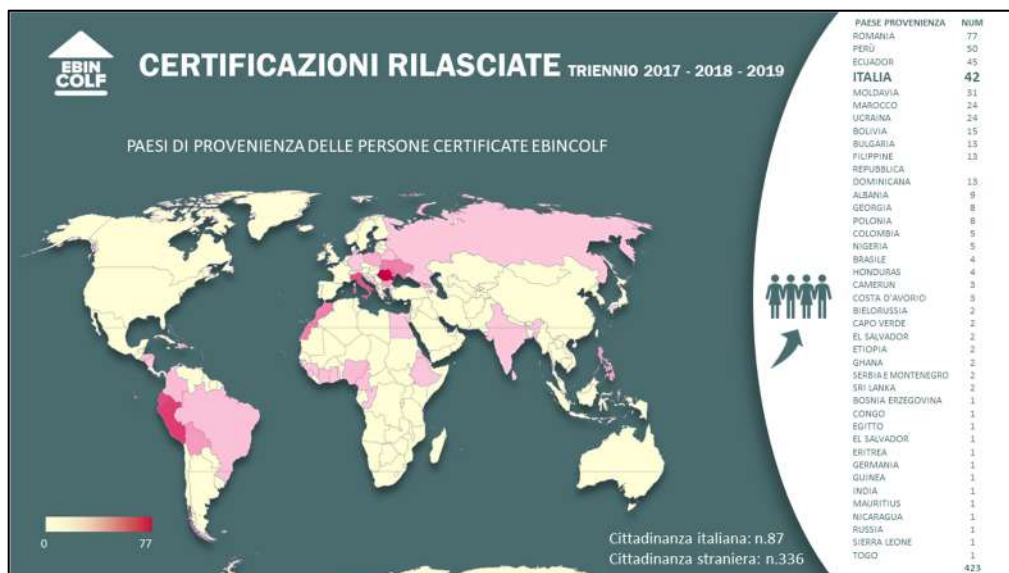 EBIN
COLF
CERTIFICAZIONI RILASCIATE TRIENNIO 2017 - 2018 - 2019
PAESI DI PROVENIENZA DELLE PERSONE CERTIFICATE EBINCOLF
0 77
Cittadinanza italiana: n.87
Cittadinanza straniera: n.336
PAESE PROVENIENZA NUM
ROMANIA 77
PERÙ 50
ECUADOR 45
ITALIA 42
MOLDAVIA 31
MAROCCO 24
UCRAINA 24
BOLIVIA 15
BULGARIA 13
FILIPPINE 13
REPUBBLICA
DOMINICANA 13
ALBANIA 9
GEORGIA 8
POLONIA 8
COLOMBIA 5
NIGERIA 5
BRASILE 4
HONDURAS 4
CAMERUN 3
COSTA D'AVORIO 3
BIELORUSSIA 2
CAPO VERDE 2
EL SALVADOR 2
ETIOPIA 2
GHANA 2
SERBIA E MONTENEGRO 2
SRI LANKA 2
BOSNIA ERZEGOVINA 1
CONGO 1
EGITTO 1
EL SALVADOR 1
ERITREA 1
GERMANIA 1
GUINEA 1
INDIA 1
MAURITIUS 1
NICARAGUA 1
RUSSIA 1
SIERRA LEONE 1
TOGO 1
423